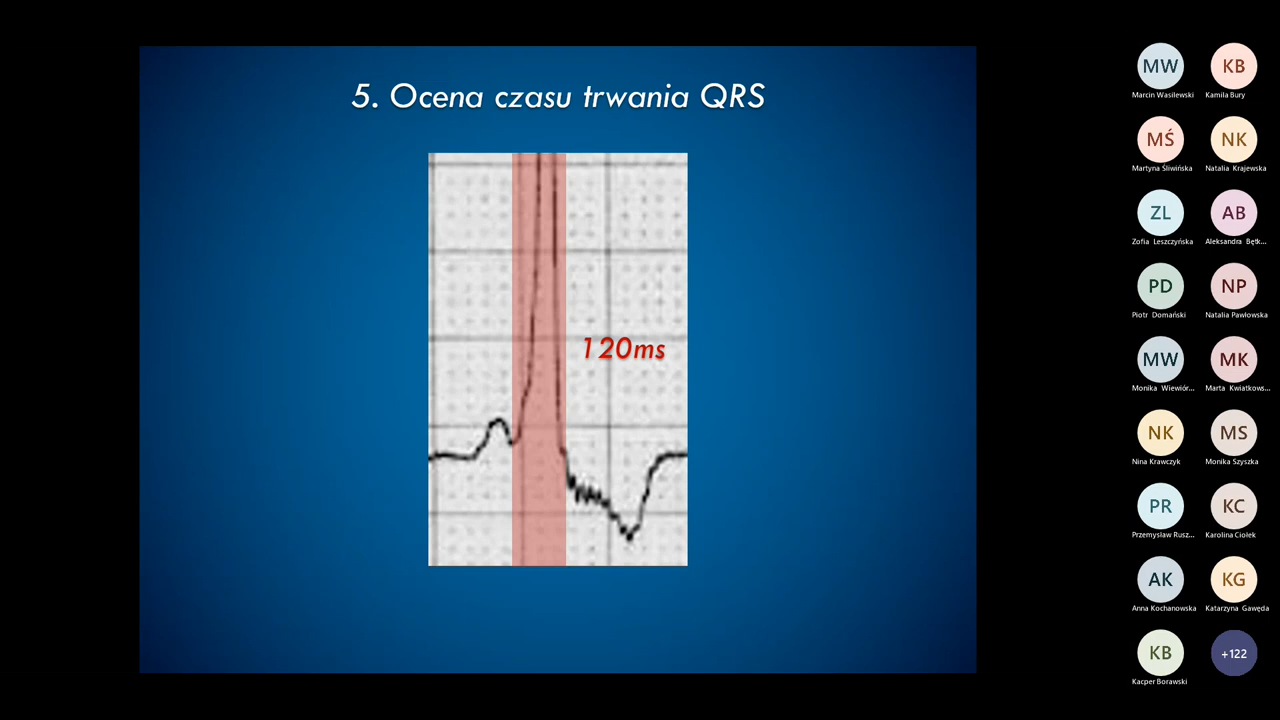 5. Ocena czasu trwania QRS
120ms
MW KB
Marcin Wasilewski Kamila Bury
MŚ NK
Martyna Śliwińska Natalia Krajewska
ZL AB
Zofia Leszczyńska Aleksandra Bętk...
PD NP
Piotr Domański Natalia Pawłowska
MW MK
Monika Wiewiór... Marta Kwiatkows...
NK MS
Nina Krawczyk Monika Szyszka
PR KC
Przemysław Rusz... Karolina Ciołek
AK KG
Anna Kochanowska Katarzyna Gawęda
KB +122
Kacper Borawski